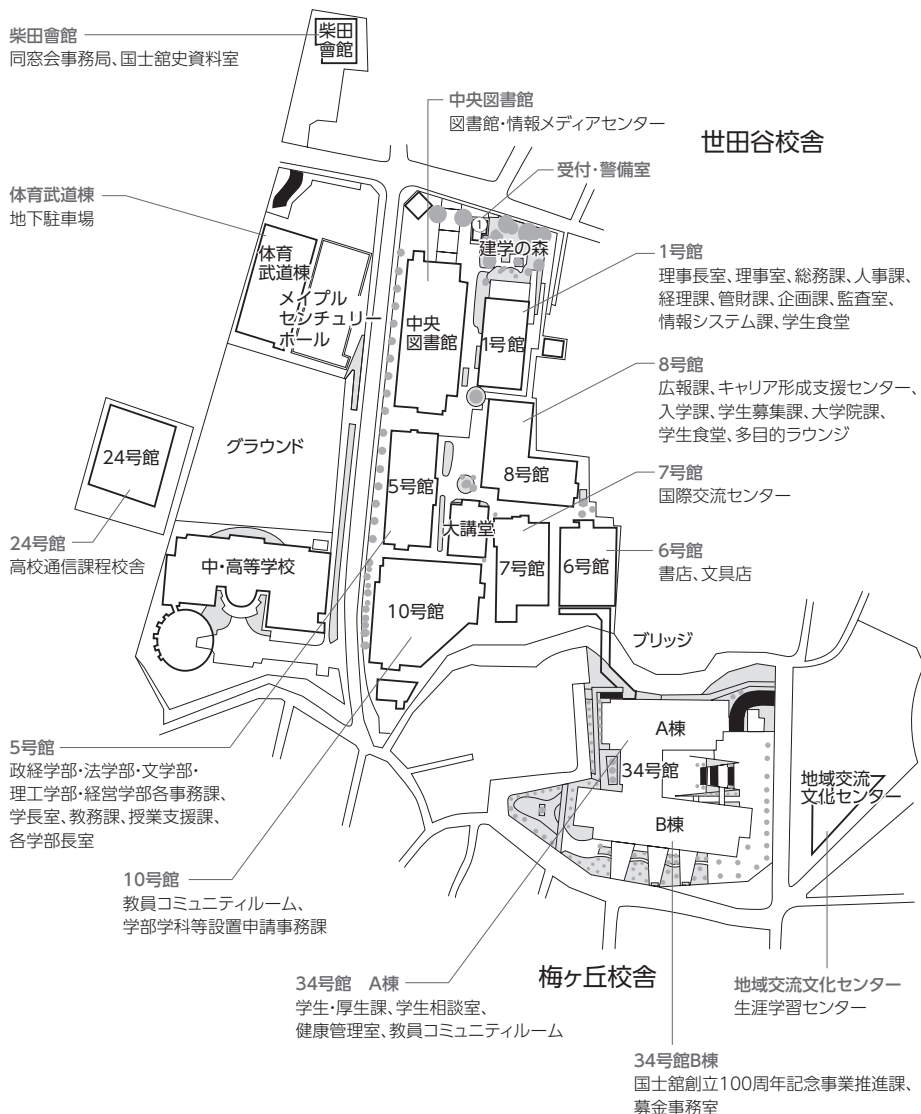 柴田會館
同窓会事務局、国士舘史資料室
柴田
會館
中央図書館
図書館・情報メディアセンター
世田谷校舎
受付・警備室
体育武道棟
地下駐車場
1
建学の森
1号館
理事長室、理事室、総務課、人事課、
経理課、管財課、企画課、監査室、
情報システム課、学生食堂
体育
武道棟
メイプル
センチュリー
ホール
中央
図書館
1号館
8号館
広報課、キャリア形成支援センター、
入学課、学生募集課、大学院課、
学生食堂、多目的ラウンジ
24号館
グラウンド
5号館
8号館
7号館
国際交流センター
大講堂
24号館
高校通信課程校舎
中・高等学校
7号館
6号館
6号館
書店、文具店
10号館
ブリッジ
5号館
政経学部・法学部・文学部・
理工学部・経営学部各事務課、
学長室、教務課、授業支援課、
各学部長室
A棟
34号館
B棟
地域交流
文化センター
10号館
教員コミュニティルーム、
学部学科等設置申請事務課
34号館 A棟
学生・厚生課、学生相談室、
健康管理室、教員コミュニティルーム
梅ヶ丘校舎
地域交流文化センター
生涯学習センター
34号館B棟
国士舘創立100周年記念事業推進課、
募金事務室